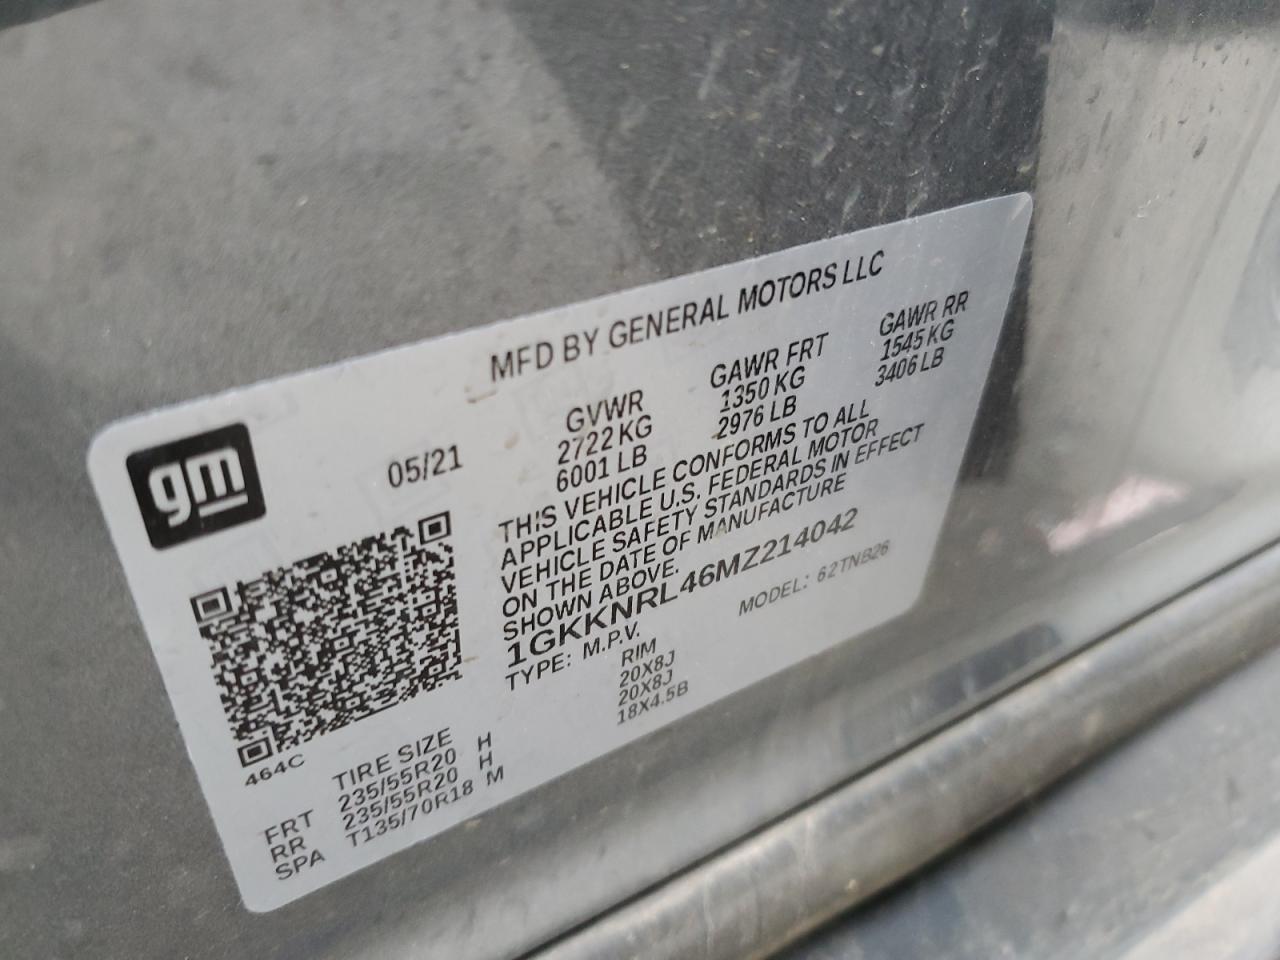 MFD BY GENERAL MOTORS LLC
gm
05/21
GVWR GAWR FRT GAWR RR
2722 KG 1350 KG 1545 KG
6001 LB 2976 LB 3406 LB
THIS VEHICLE CONFORMS TO ALL
APPLICABLE U.S. FEDERAL MOTOR
VEHICLE SAFETY STANDARDS IN EFFECT
ON THE DATE OF MANUFACTURE
SHOWN ABOVE.
1GKKNRL46MZ214042
TYPE: M.P.V. MODEL: 62TNB26
464C
TIRE SIZE RIM
FRT 235/55R20 H 20X8J
RR 235/55R20 H 20X8J
SPA T135/70R18 M 18X4.5B